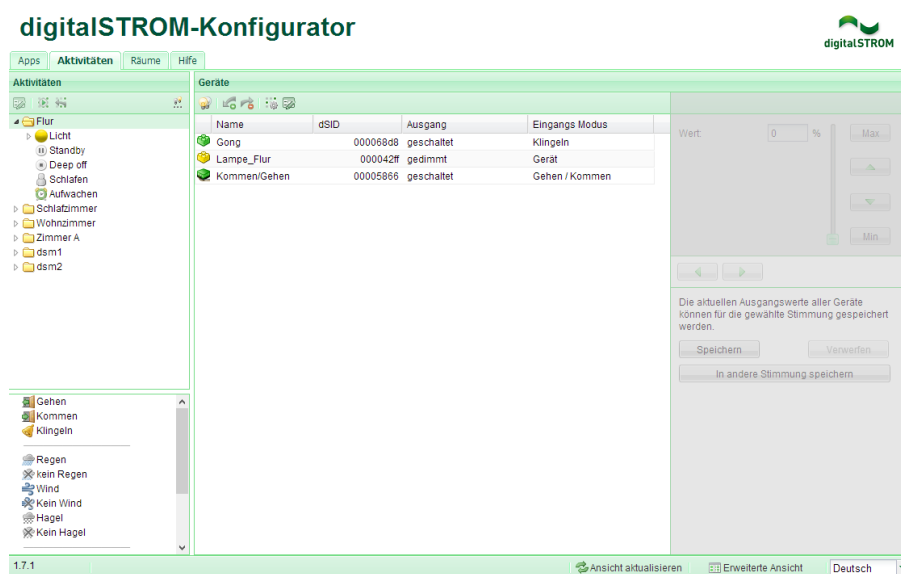 digitalSTROM-Konfigurator
digitalSTROM
Apps Aktivitäten Räume Hilfe
Aktivitäten
Flur
Licht
Standby
Deep off
Schlafen
Aufwachen
Schlafzimmer
Wohnzimmer
Zimmer A
dsm1
dsm2
Gehen
Kommen
Klingeln
Regen
kein Regen
Wind
Kein Wind
Hagel
Kein Hagel
Geräte
Name dSID Ausgang Eingangs Modus
Gong 000068d8 geschaltet Klingeln
Lampe_Flur 000042ff gedimmt Gerät
Kommen/Gehen 00005866 geschaltet Gehen / Kommen
Wert: 0 % Max
Min
Die aktuellen Ausgangswerte aller Geräte
können für die gewählte Stimmung gespeichert
werden.
Speichern Verwerfen
In andere Stimmung speichern
1.7.1 Ansicht aktualisieren Erweiterte Ansicht Deutsch